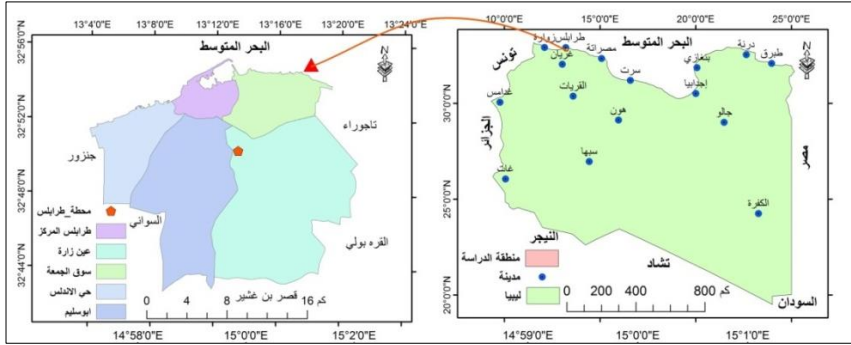 13°4'0"E 13°8'0"E 13°12'0"E 13°20'0"E 13°24'0"E
البحر المتوسط
N
32°56'0"N
32°52'0"N
32°48'0"N
32°44'0"N
تاجوراء
جنزور
السواني
القره بولي
قصر بن غشير
محطة_طرابلس
طرابلس المركز
عين زارة
سوق الجمعة
حي الاندلس
ابوسليم
0 4 8 16 كم
14°58'0"E 15°0'0"E 15°2'0"E
10°0'0"E 15°0'0"E 20°0'0"E 25°0'0"E
البحر المتوسط
N
تونس
طرابلس زوارة
غريان
مصراتة
سرت
بنغازي
درنة
طبرق
إجدابيا
القريات
غدامس
هون
جالو
الجزائر
مصر
سبها
غات
الكفرة
النيجر
تشاد
السودان
30°0'0"N
25°0'0"N
20°0'0"N
منطقة الدراسة
مدينة
ليبيا
0 200 400 800 كم
14°59'0"E 15°0'0"E 15°1'0"E